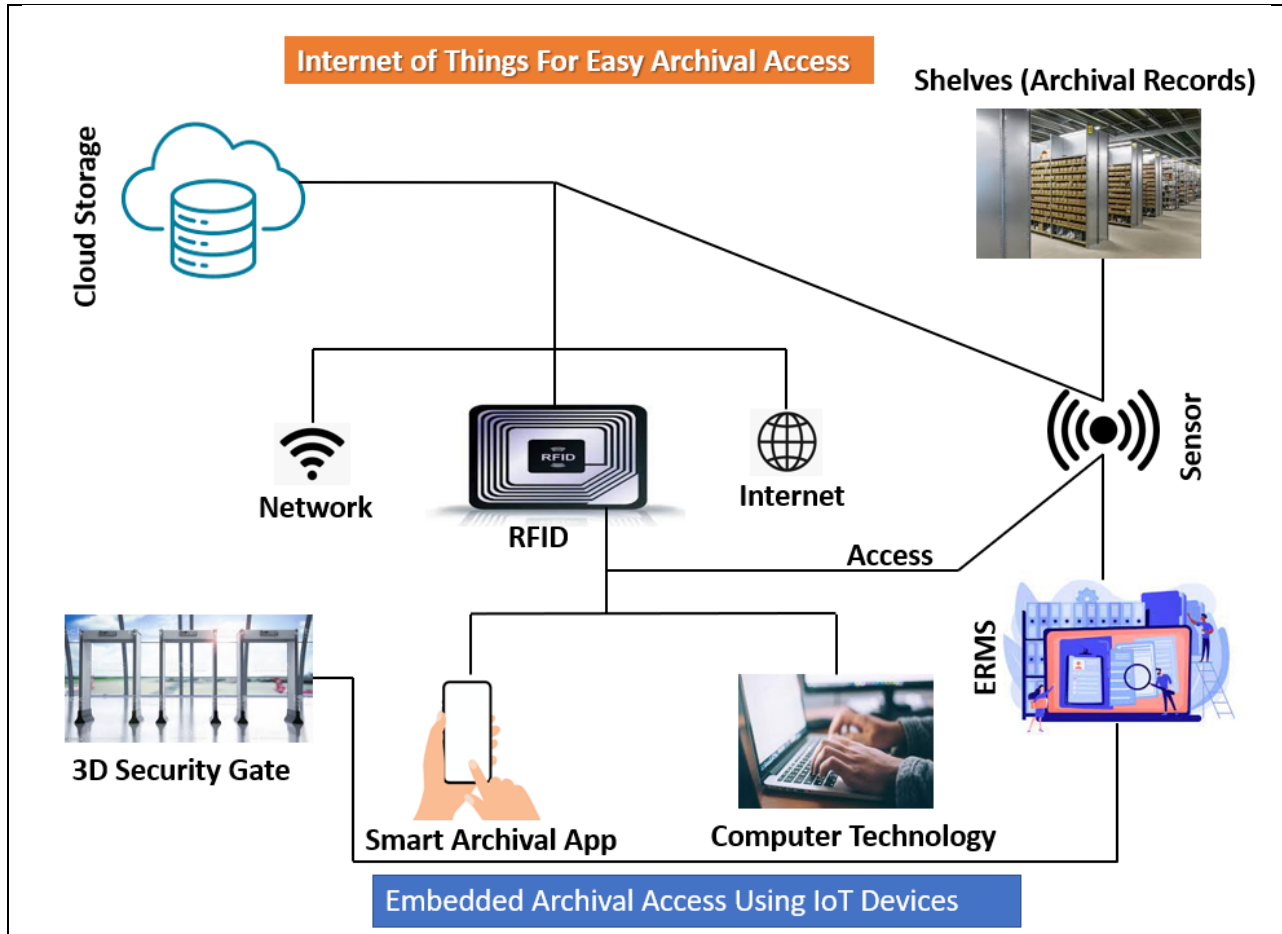 Internet of Things For Easy Archival Access
Shelves (Archival Records)
Cloud Storage
Network
RFID
RFID
Internet
Sensor
Access
ERMS
3D Security Gate
Smart Archival App
Computer Technology
Embedded Archival Access Using IoT Devices